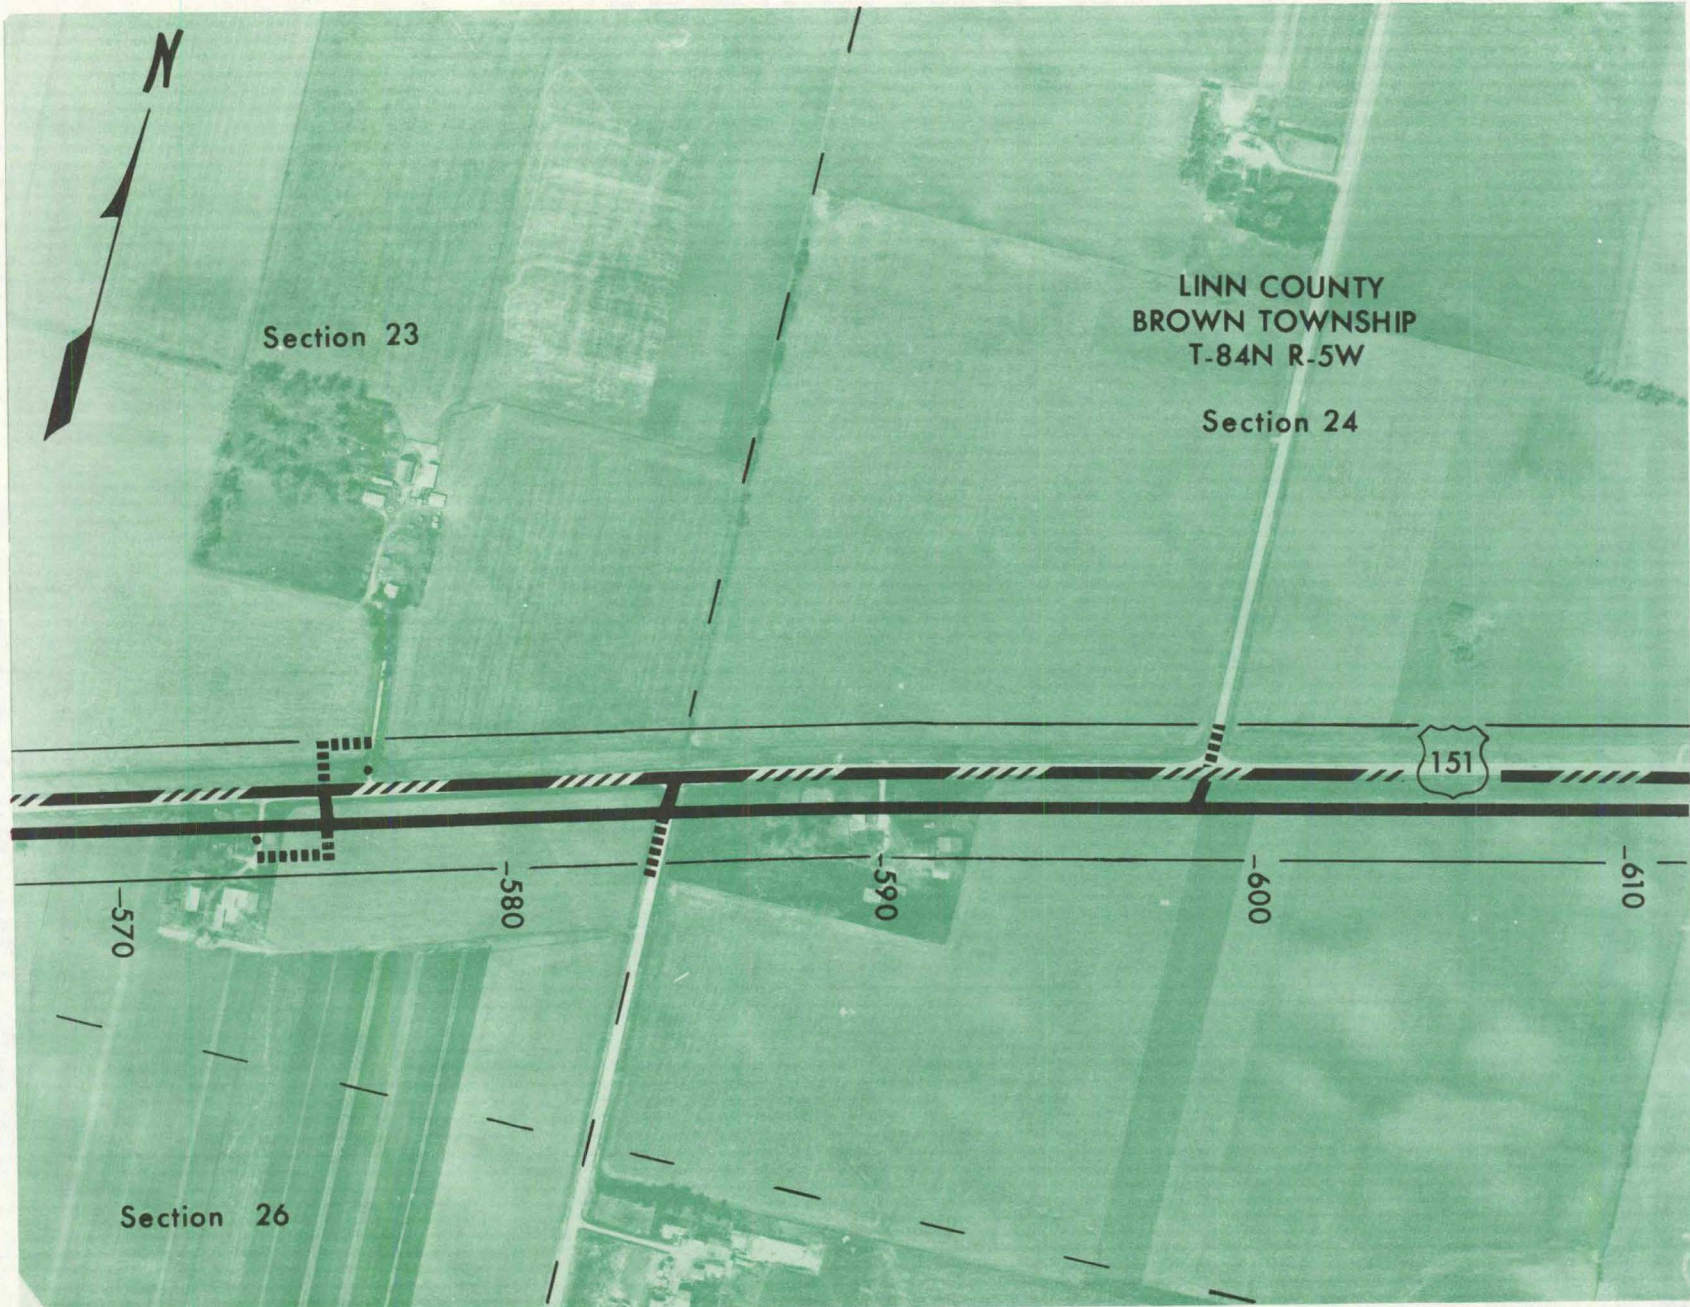 N
Section 23
LINN COUNTY
BROWN TOWNSHIP
T-84N R-5W
Section 24
151
-570
-580
-590
-600
-610
Section 26